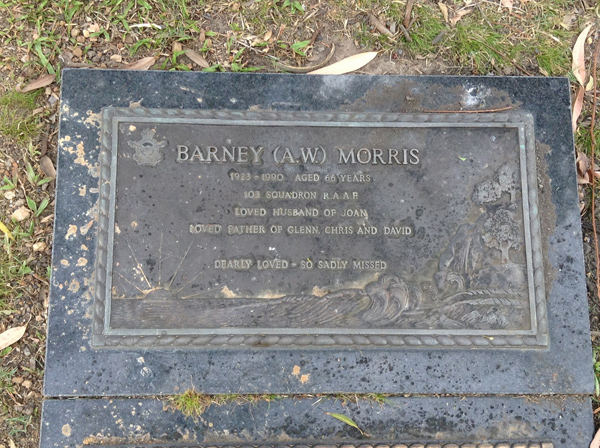 BARNEY (A.W.) MORRIS
1923 - 1990 AGED 66 YEARS
103 SQUADRON R.A.A.F.
LOVED HUSBAND OF JOAN
LOVED FATHER OF GLENN, CHRIS AND DAVID
DEARLY LOVED - SO SADLY MISSED